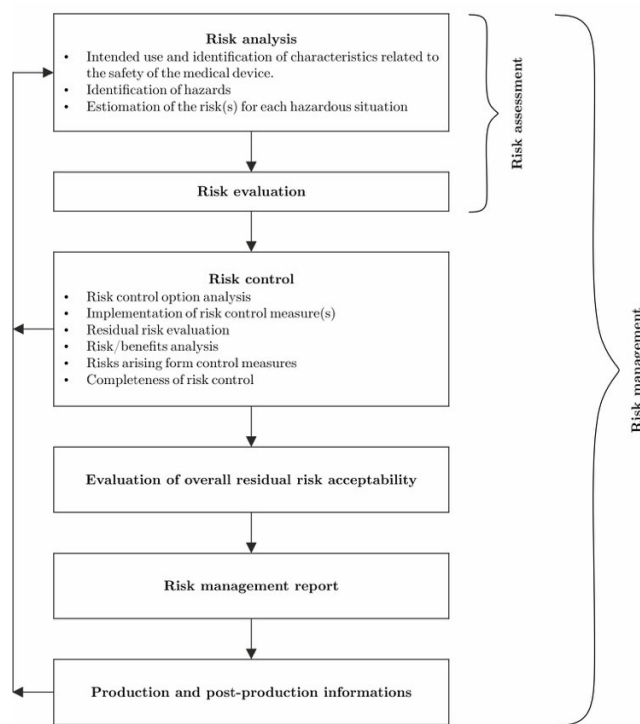 Risk analysis
• Intended use and identification of characteristics related to
the safety of the medical device.
• Identification of hazards
• Estiomation of the risk(s) for each hazardous situation
Risk assessment
Risk evaluation
Risk control
• Risk control option analysis
• Implementation of risk control measure(s)
• Residual risk evaluation
• Risk/benefits analysis
• Risks arising form control measures
• Completeness of risk control
Risk management
Evaluation of overall residual risk acceptability
Risk management report
Production and post-production informations